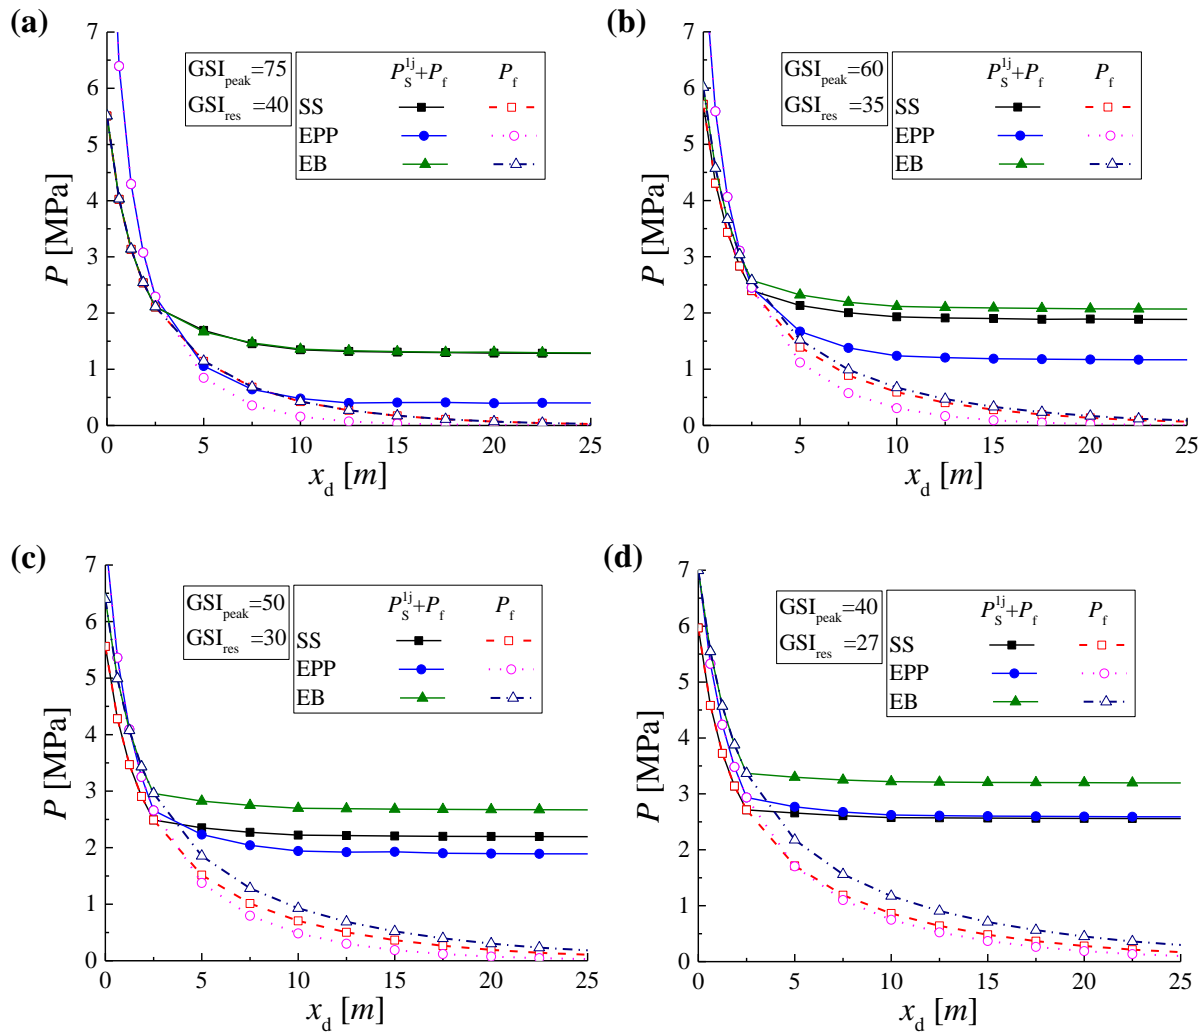 (a)
7
6
5
4
3
2
1
0
P [MPa]
0 5 10 15 20 25
x_d [m]
GSI_peak=75
GSI_res =40
P_S^1j+P_f P_f
SS
EPP
EB
(b)
7
6
5
4
3
2
1
0
P [MPa]
0 5 10 15 20 25
x_d [m]
GSI_peak=60
GSI_res =35
P_S^1j+P_f P_f
SS
EPP
EB
(c)
7
6
5
4
3
2
1
0
P [MPa]
0 5 10 15 20 25
x_d [m]
GSI_peak=50
GSI_res =30
P_S^1j+P_f P_f
SS
EPP
EB
(d)
7
6
5
4
3
2
1
0
P [MPa]
0 5 10 15 20 25
x_d [m]
GSI_peak=40
GSI_res =27
P_S^1j+P_f P_f
SS
EPP
EB